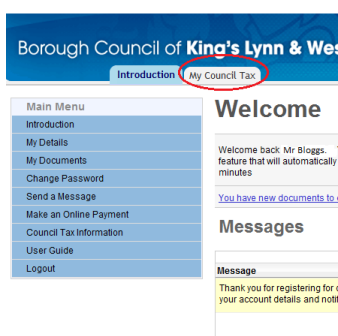 Borough Council of King's Lynn & Wes
Introduction My Council Tax
Main Menu
Introduction
My Details
My Documents
Change Password
Send a Message
Make an Online Payment
Council Tax Information
User Guide
Logout
Welcome
Welcome back Mr Bloggs.
feature that will automatically
minutes
You have new documents to
Messages
Message
Thank you for registering for
your account details and noti